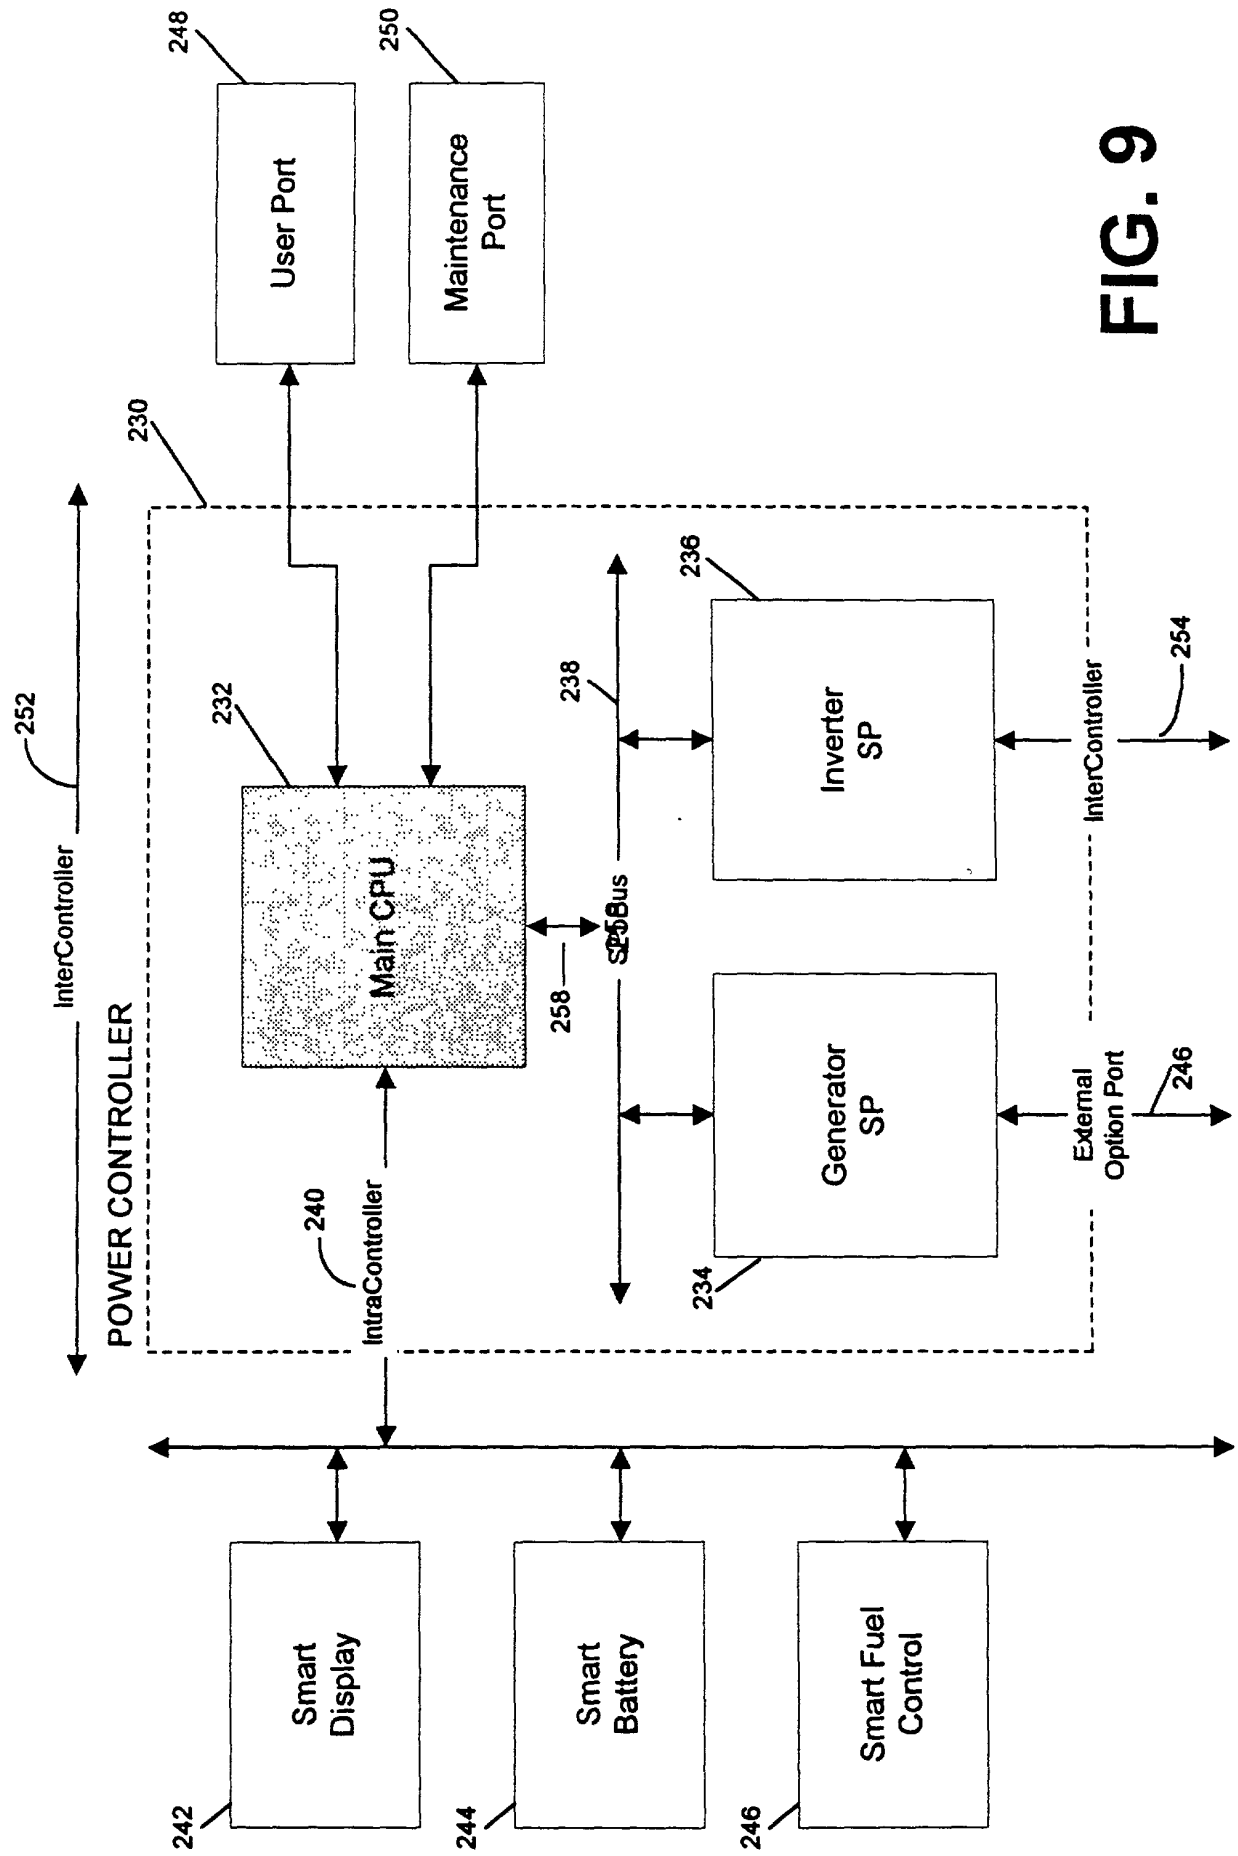 252
InterController
POWER CONTROLLER
230
248
User Port
250
Maintenance
Port
232
Main CPU
240
IntraController
258
SP Bus
238
236
Inverter
SP
234
Generator
SP
InterController
254
External
Option Port
246
Smart
Display
242
Smart
Battery
244
Smart Fuel
Control
246
FIG. 9